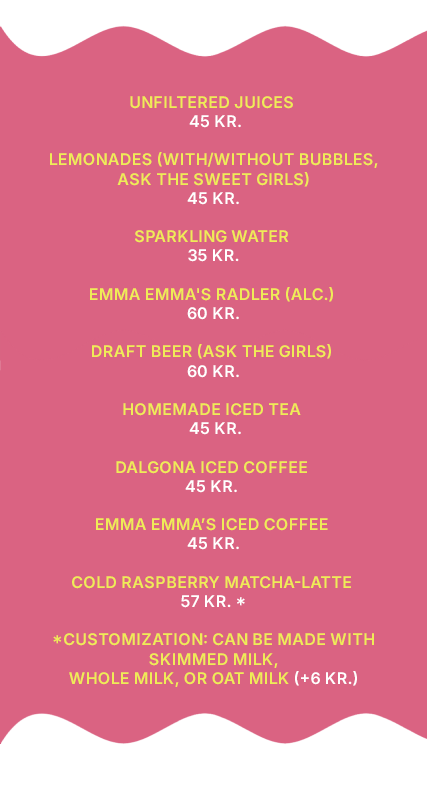 UNFILTERED JUICES
45 KR.
LEMONADES (WITH/WITHOUT BUBBLES,
ASK THE SWEET GIRLS)
45 KR.
SPARKLING WATER
35 KR.
EMMA EMMA'S RADLER (ALC.)
60 KR.
DRAFT BEER (ASK THE GIRLS)
60 KR.
HOMEMADE ICED TEA
45 KR.
DALGONA ICED COFFEE
45 KR.
EMMA EMMA’S ICED COFFEE
45 KR.
COLD RASPBERRY MATCHA-LATTE
57 KR. *
*CUSTOMIZATION: CAN BE MADE WITH
SKIMMED MILK,
WHOLE MILK, OR OAT MILK (+6 KR.)